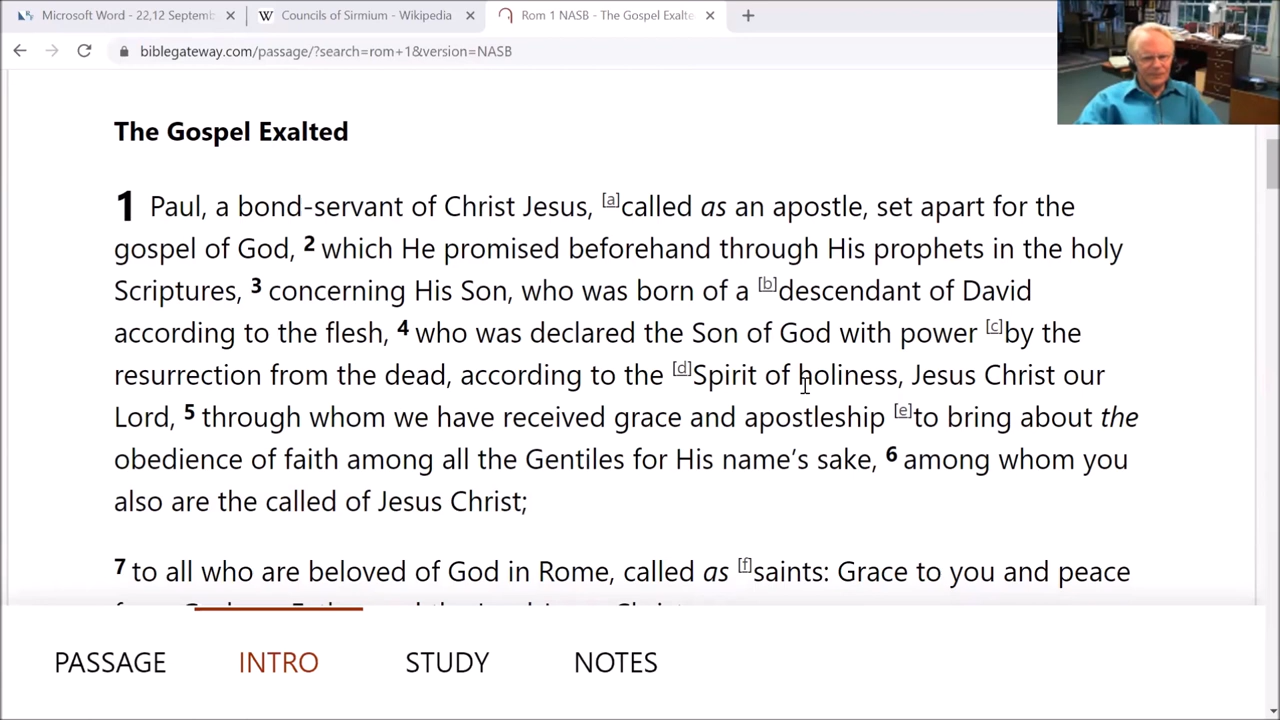 Microsoft Word - 22,12 Septemb
Councils of Sirmium - Wikipedia
Rom 1 NASB - The Gospel Exalte
biblegateway.com/passage/?search=rom+1&version=NASB
The Gospel Exalted
1 Paul, a bond-servant of Christ Jesus, [a]called as an apostle, set apart for the
gospel of God, 2 which He promised beforehand through His prophets in the holy
Scriptures, 3 concerning His Son, who was born of a [b]descendant of David
according to the flesh, 4 who was declared the Son of God with power [c]by the
resurrection from the dead, according to the [d]Spirit of holiness, Jesus Christ our
Lord, 5 through whom we have received grace and apostleship [e]to bring about the
obedience of faith among all the Gentiles for His name's sake, 6 among whom you
also are the called of Jesus Christ;
7 to all who are beloved of God in Rome, called as [f]saints: Grace to you and peace
PASSAGE INTRO STUDY NOTES